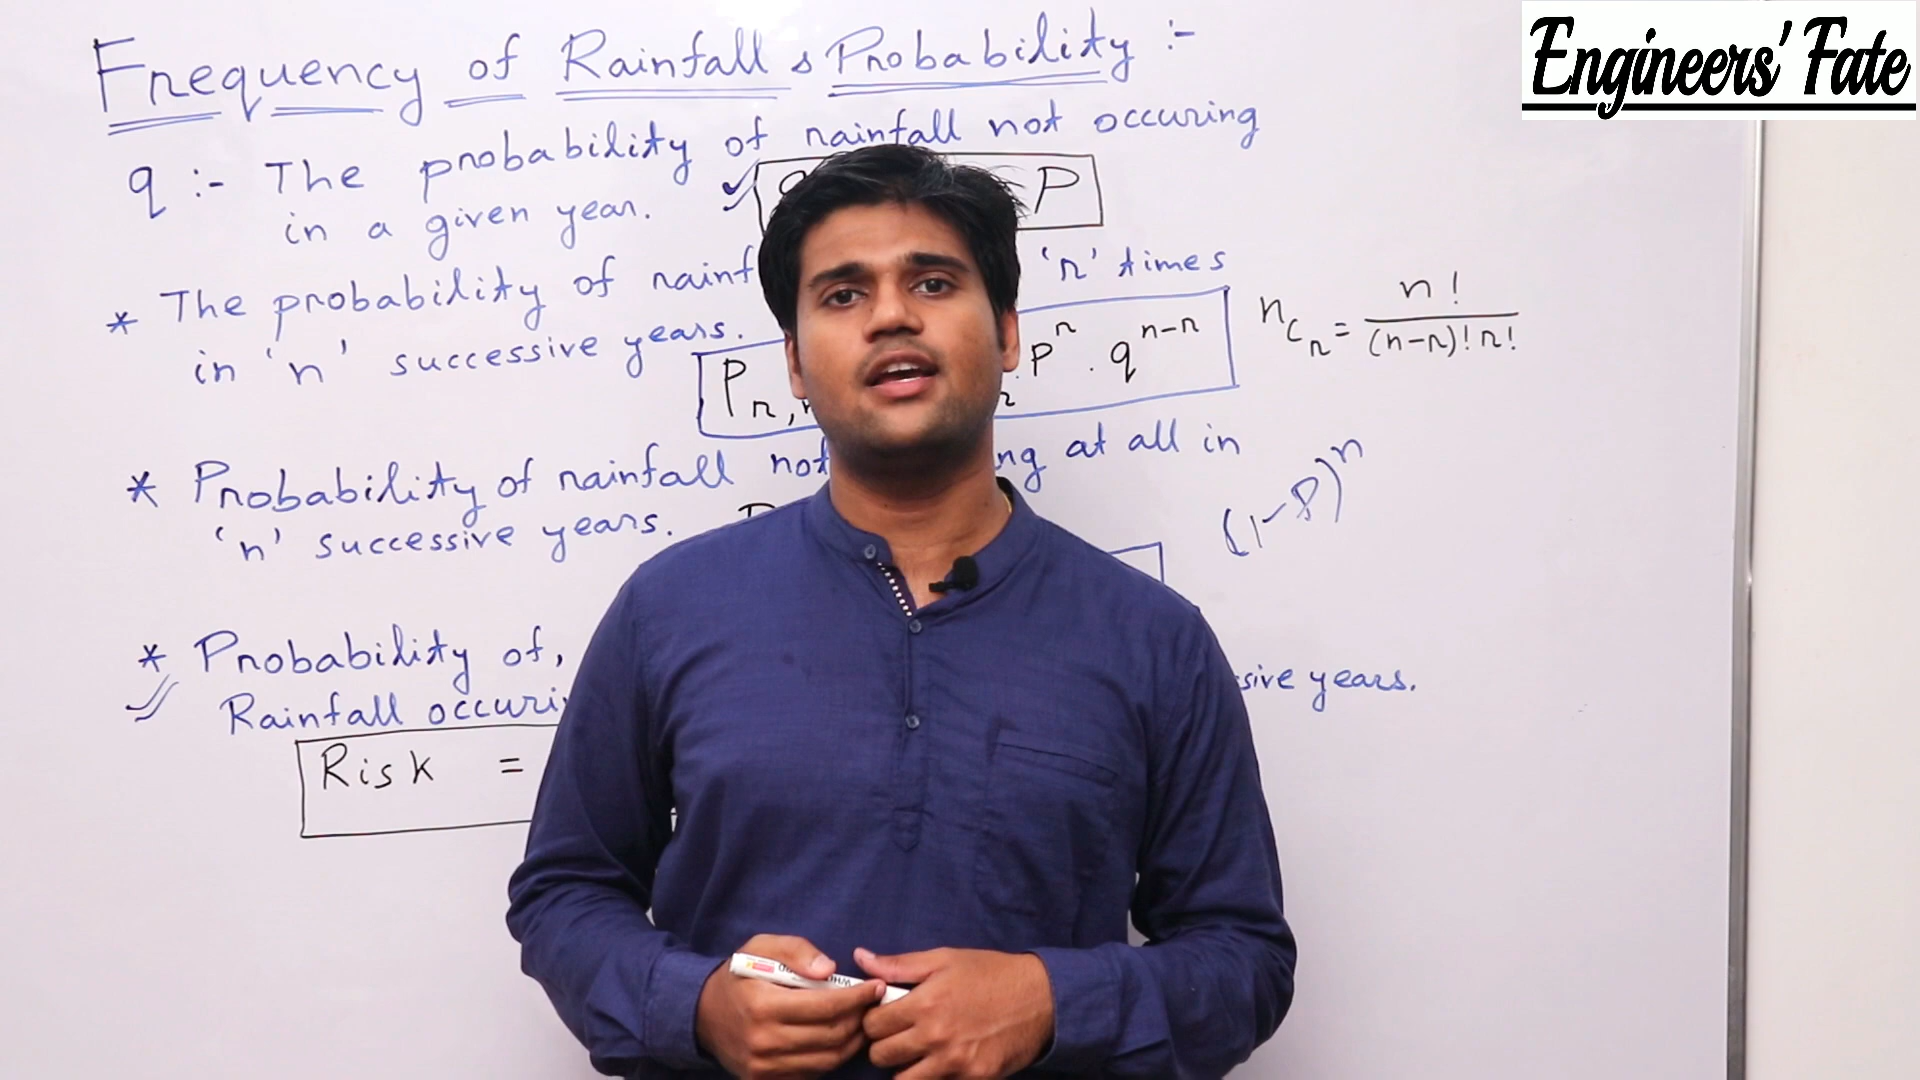 Engineers' Fate
Frequency of Rainfall & Probability :-
q :- The probability of rainfall not occuring
in a given year. P
* The probability of rainf 'r' times
in 'n' successive years.
P r, p^r . q^n-r
n C r = n! / (n-r)! r!
* Probability of rainfall not ng at all in
'n' successive years.
(1-P)^n
* Probability of,
Rainfall occuri sive years.
Risk =